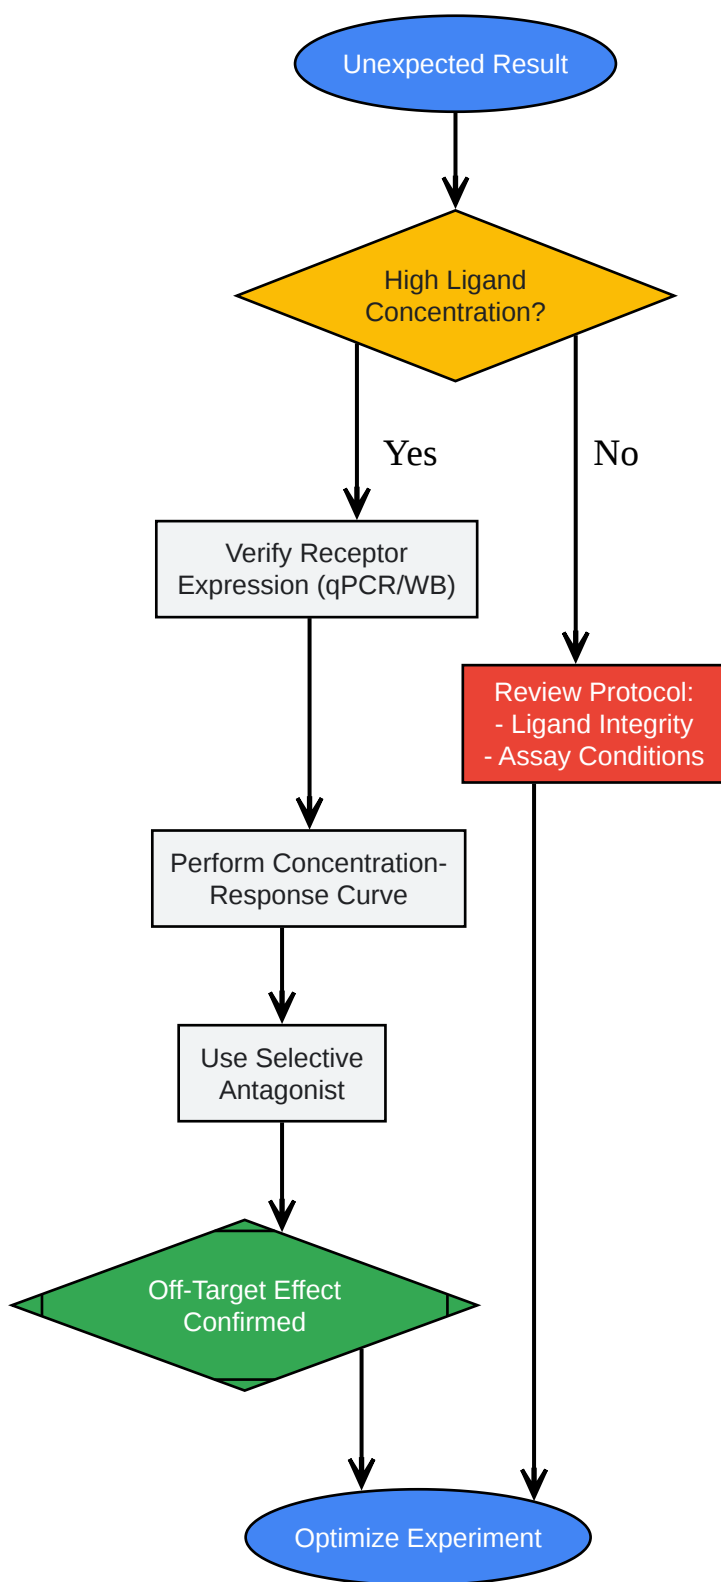 Unexpected Result
High Ligand
Concentration?
Yes
No
Verify Receptor
Expression (qPCR/WB)
Review Protocol:
- Ligand Integrity
- Assay Conditions
Perform Concentration-
Response Curve
Use Selective
Antagonist
Off-Target Effect
Confirmed
Optimize Experiment